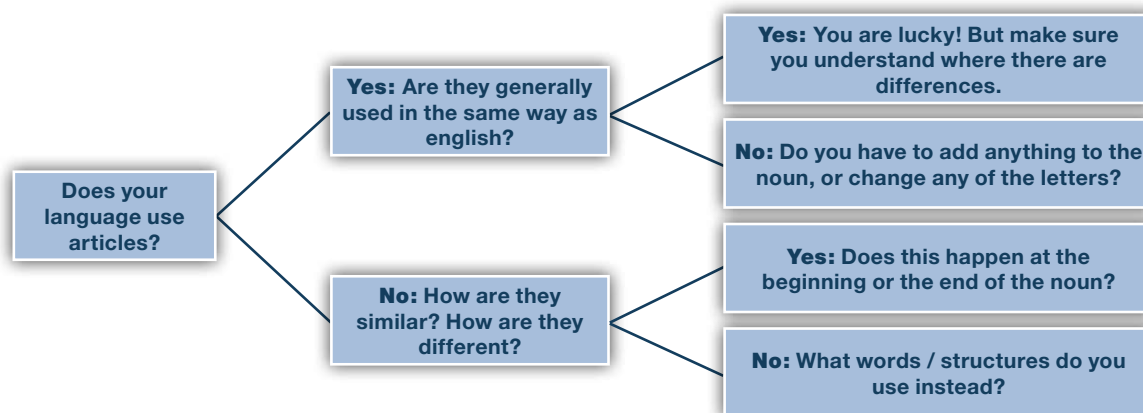 Does your
language use
articles?
Yes: Are they generally
used in the same way as
english?
No: How are they
similar? How are they
different?
Yes: You are lucky! But make sure
you understand where there are
differences.
No: Do you have to add anything to the
noun, or change any of the letters?
Yes: Does this happen at the
beginning or the end of the noun?
No: What words / structures do you
use instead?